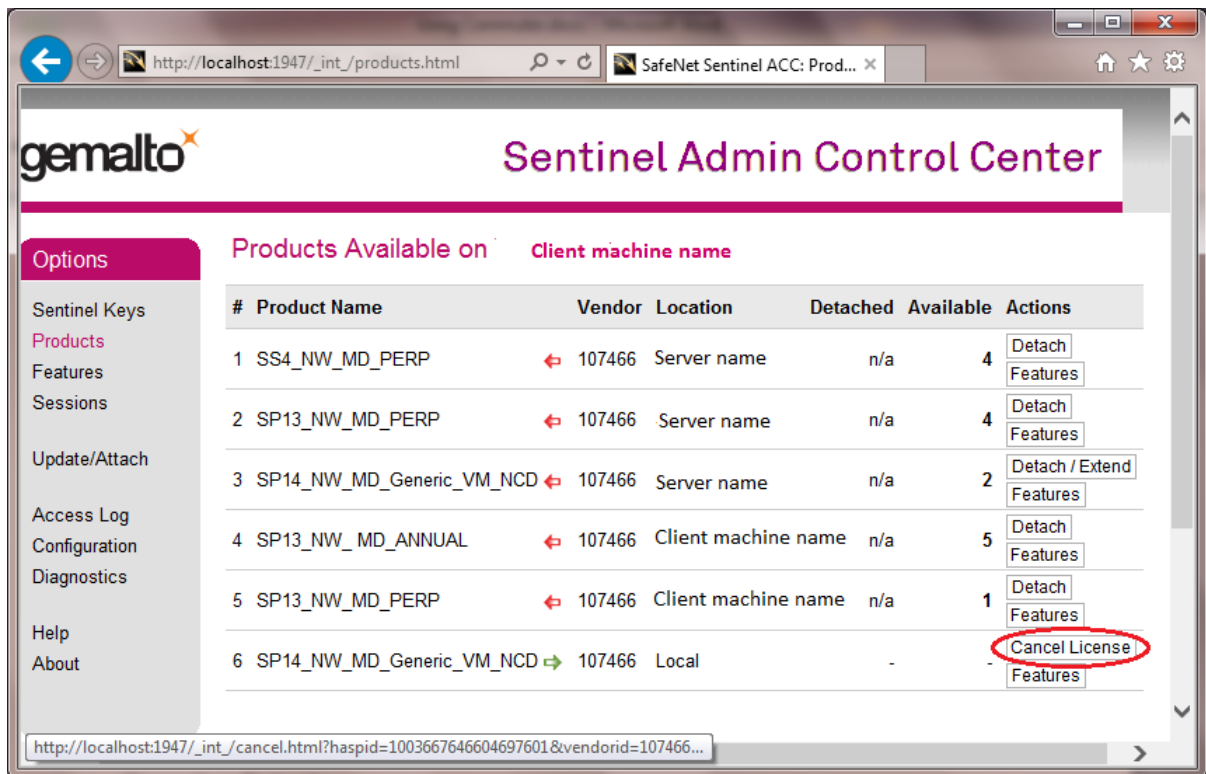 http://localhost:1947/_int_/products.html
SafeNet Sentinel ACC: Prod...
gemalto
Sentinel Admin Control Center
Options
Sentinel Keys
Products
Features
Sessions
Update/Attach
Access Log
Configuration
Diagnostics
Help
About
Products Available on Client machine name
# Product Name Vendor Location Detached Available Actions
1 SS4_NW_MD_PERP 107466 Server name n/a 4 Detach
Features
2 SP13_NW_MD_PERP 107466 Server name n/a 4 Detach
Features
3 SP14_NW_MD_Generic_VM_NCD 107466 Server name n/a 2 Detach / Extend
Features
4 SP13_NW_ MD_ANNUAL 107466 Client machine name n/a 5 Detach
Features
5 SP13_NW_MD_PERP 107466 Client machine name n/a 1 Detach
Features
6 SP14_NW_MD_Generic_VM_NCD 107466 Local - - Cancel License
Features
http://localhost:1947/_int_/cancel.html?haspid=1003667646604697601&vendorid=107466...